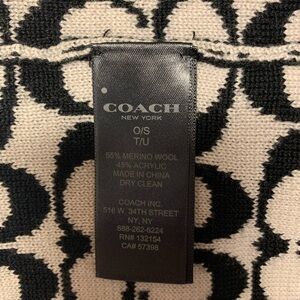 COACH
NEW YORK
O/S
T/U
55% MERINO WOOL
45% ACRYLIC
MADE IN CHINA
DRY CLEAN
COACH INC.
516 W. 34TH STREET
NY, NY
888-262-6224
RN# 132154
CA# 57398